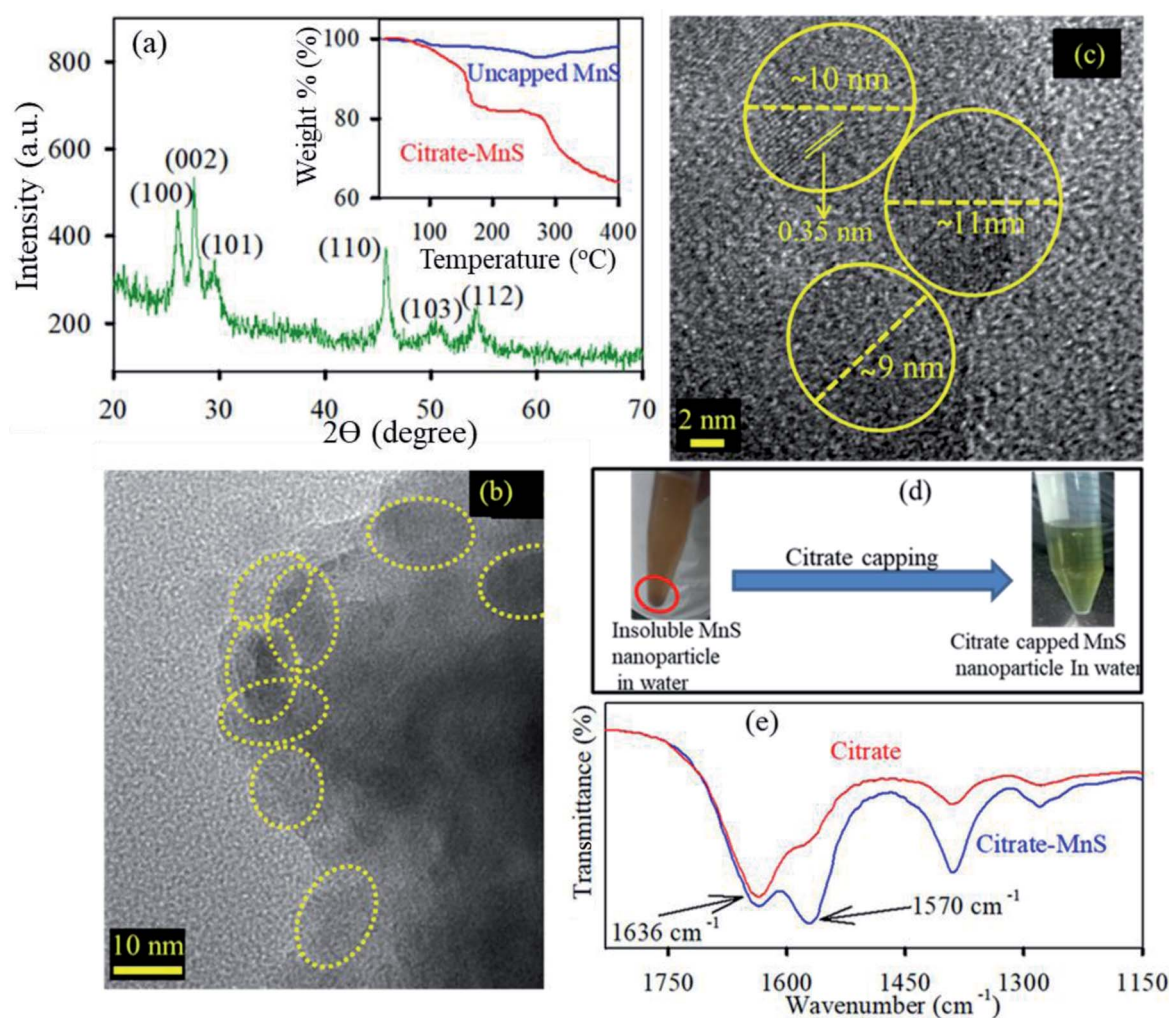 (a)
800
600
400
200
Intensity (a.u.)
(100)
(002)
(101)
(110)
(103)
(112)
20
30
40
50
60
70
2Ɵ (degree)
100
80
60
Weight % (%)
Uncapped MnS
Citrate-MnS
0
100
200
300
400
Temperature (ºC)
(c)
~10 nm
0.35 nm
~11nm
~9 nm
2 nm
(b)
10 nm
(d)
Citrate capping
Insoluble MnS
nanoparticle
in water
Citrate capped MnS
nanoparticle In water
(e)
Transmittance (%)
Citrate
Citrate-MnS
1636 cm⁻¹
1570 cm⁻¹
1750
1600
1450
1300
1150
Wavenumber (cm⁻¹)